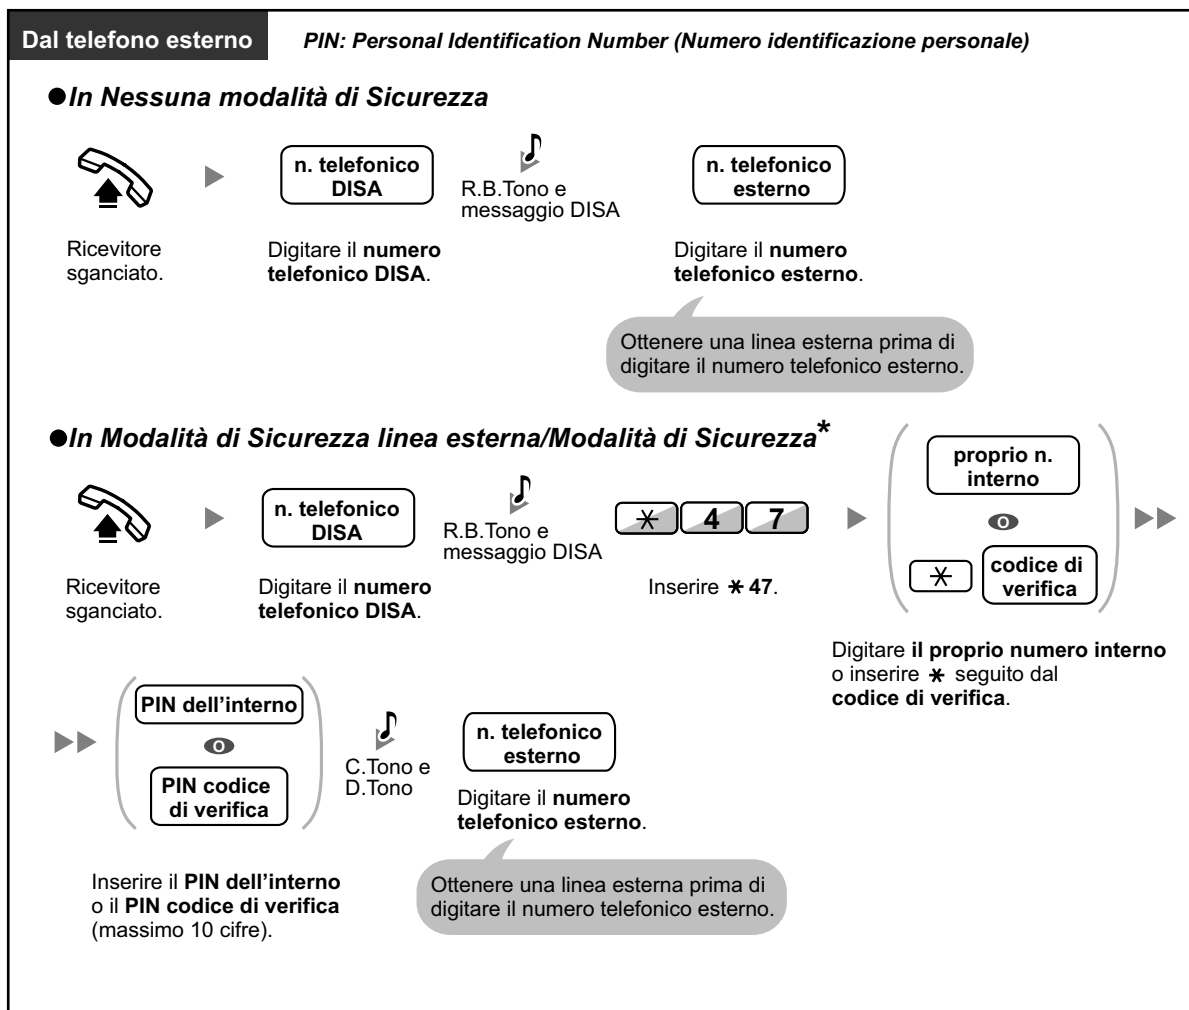 Dal telefono esterno
PIN: Personal Identification Number (Numero identificazione personale)
●In Nessuna modalità di Sicurezza
n. telefonico
DISA
R.B.Tono e
messaggio DISA
n. telefonico
esterno
Ricevitore
sganciato.
Digitare il numero
telefonico DISA.
Digitare il numero
telefonico esterno.
Ottenere una linea esterna prima di
digitare il numero telefonico esterno.
●In Modalità di Sicurezza linea esterna/Modalità di Sicurezza*
n. telefonico
DISA
R.B.Tono e
messaggio DISA
* 4 7
proprio n.
interno
o
* codice di
verifica
Ricevitore
sganciato.
Digitare il numero
telefonico DISA.
Inserire * 47.
Digitare il proprio numero interno
o inserire * seguito dal
codice di verifica.
PIN dell'interno
o
PIN codice
di verifica
C.Tono e
D.Tono
n. telefonico
esterno
Digitare il numero
telefonico esterno.
Inserire il PIN dell'interno
o il PIN codice di verifica
(massimo 10 cifre).
Ottenere una linea esterna prima di
digitare il numero telefonico esterno.